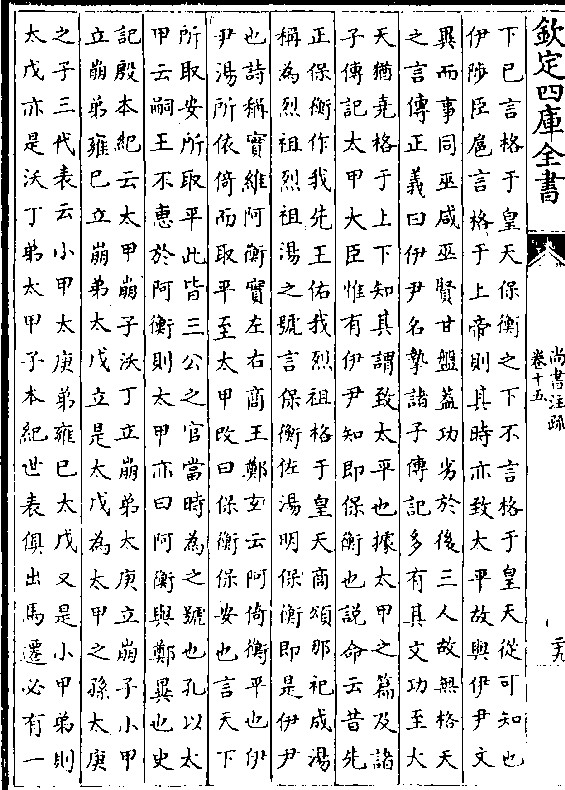 欽定四庫全書
尚書注疏
卷十五
二九
下已言格于皇天保衡之下不言格于皇天從可知也
伊陟臣扈言格于上帝則其時亦致大平故與伊尹文
異而事同巫咸巫賢甘盤蓋功劣於後三人故無格天
之言傳正義曰伊尹名摯諸子傳記多有其文功至大
天猶堯格于上下知其謂致太平也據太甲之篇及諸
子傳記太甲大臣惟有伊尹知即保衡也說命云昔先
正保衡作我先王佑我烈祖格于皇天商頌那祀成湯
稱為烈祖烈祖湯之號言保衡佐湯明保衡即是伊尹
也詩稱實維阿衡實左右商王鄭玄云阿倚衡平也伊
尹湯所依倚而取平至太甲改曰保衡保安也言天下
所取安所取平此皆三公之官當時為之號也孔以太
甲云嗣王不惠於阿衡則太甲亦曰阿衡與鄭異也史
記殷本紀云太甲崩子沃丁立崩弟太庚立崩子小甲
立崩弟雍巳立崩弟太戊立是太戊為太甲之孫太庚
之子三代表云小甲太庚弟雍巳太戊又是小甲弟則
太戊亦是沃丁弟太甲子本紀世表俱出馬遷必有一